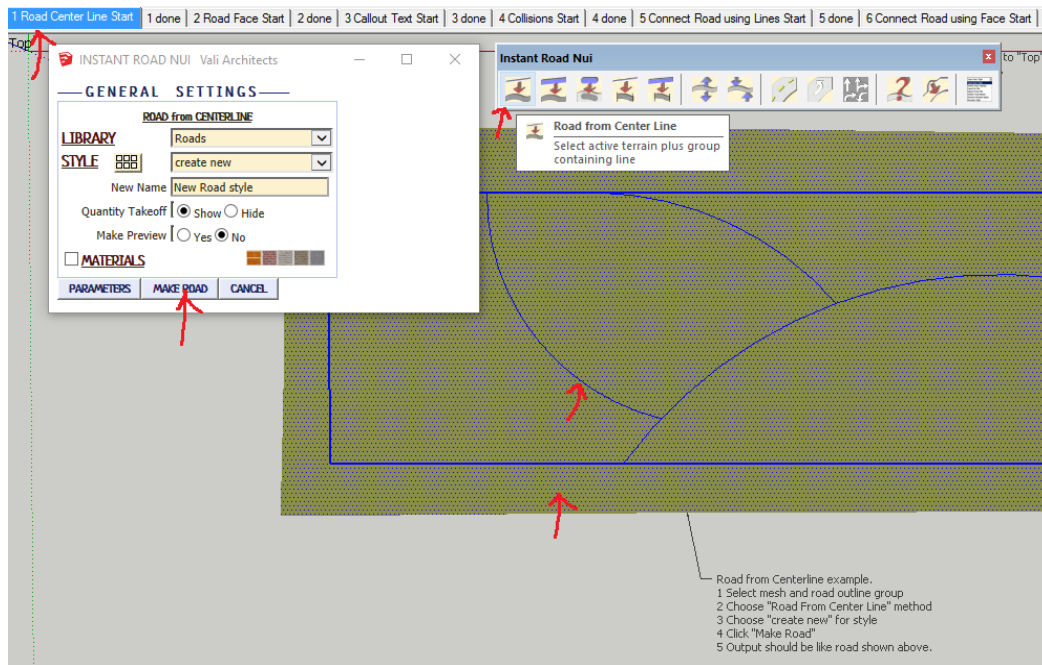 1 Road Center Line Start 1 done 2 Road Face Start 2 done 3 Callout Text Start 3 done 4 Collisions Start 4 done 5 Connect Road using Lines Start 5 done 6 Connect Road using Face Start
Top
INSTANT ROAD NUI Vali Architects
GENERAL SETTINGS
ROAD from CENTERLINE
LIBRARY Roads
STYLE create new
New Name New Road style
Quantity Takeoff Show Hide
Make Preview Yes No
MATERIALS
PARAMETERS MAKE ROAD CANCEL
Instant Road Nui
to "Top"
Road from Center Line
Select active terrain plus group
containing line
Road from Centerline example.
1 Select mesh and road outline group
2 Choose "Road From Center Line" method
3 Choose "create new" for style
4 Click "Make Road"
5 Output should be like road shown above.